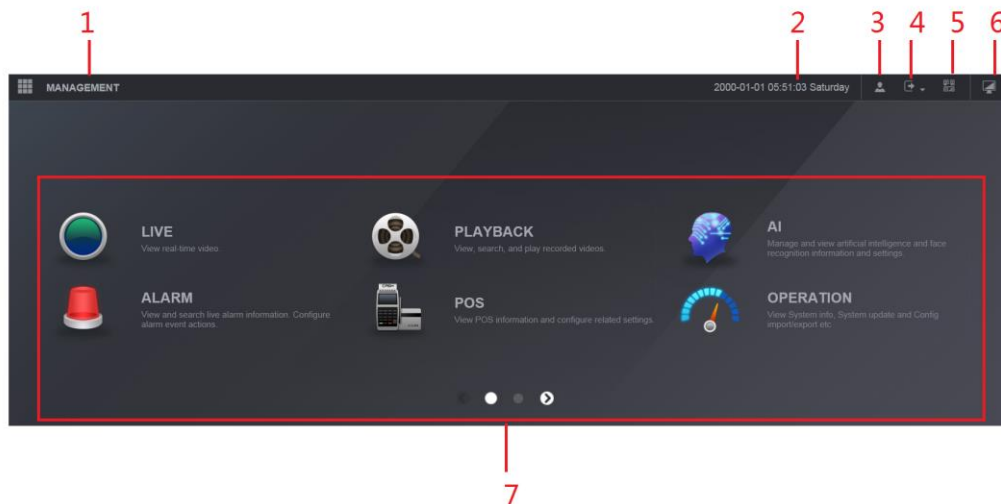 1 2 3 4 5 6
MANAGEMENT 2000-01-01 05:51:03 Saturday
LIVE
View real-time video.
PLAYBACK
View, search, and play recorded videos.
AI
Manage and view artificial intelligence and face
recognition information and settings.
ALARM
View and search live alarm information. Configure
alarm event actions.
POS
View POS information and configure related settings.
OPERATION
View System info, System update and Config
import/export etc.
7